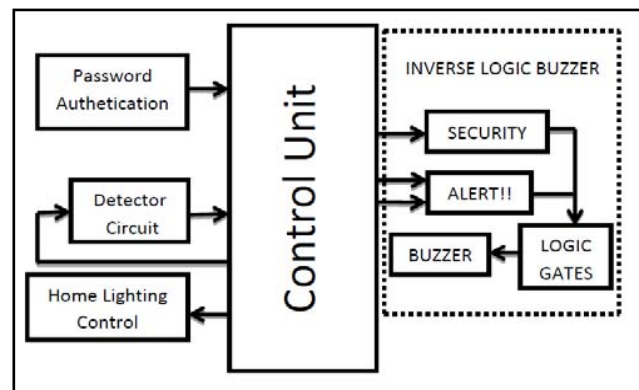 Password
Authetication
Detector
Circuit
Home Lighting
Control
Control Unit
INVERSE LOGIC BUZZER
SECURITY
ALERT!!
BUZZER
LOGIC
GATES